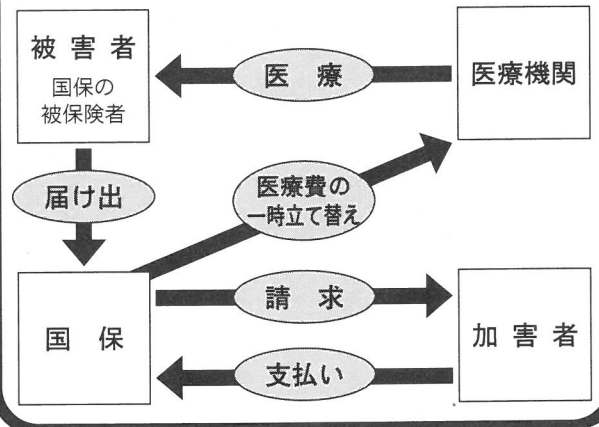 被害者
国保の
被保険者
医療
医療機関
届け出
医療費の
一時立て替え
国保
請求
加害者
支払い